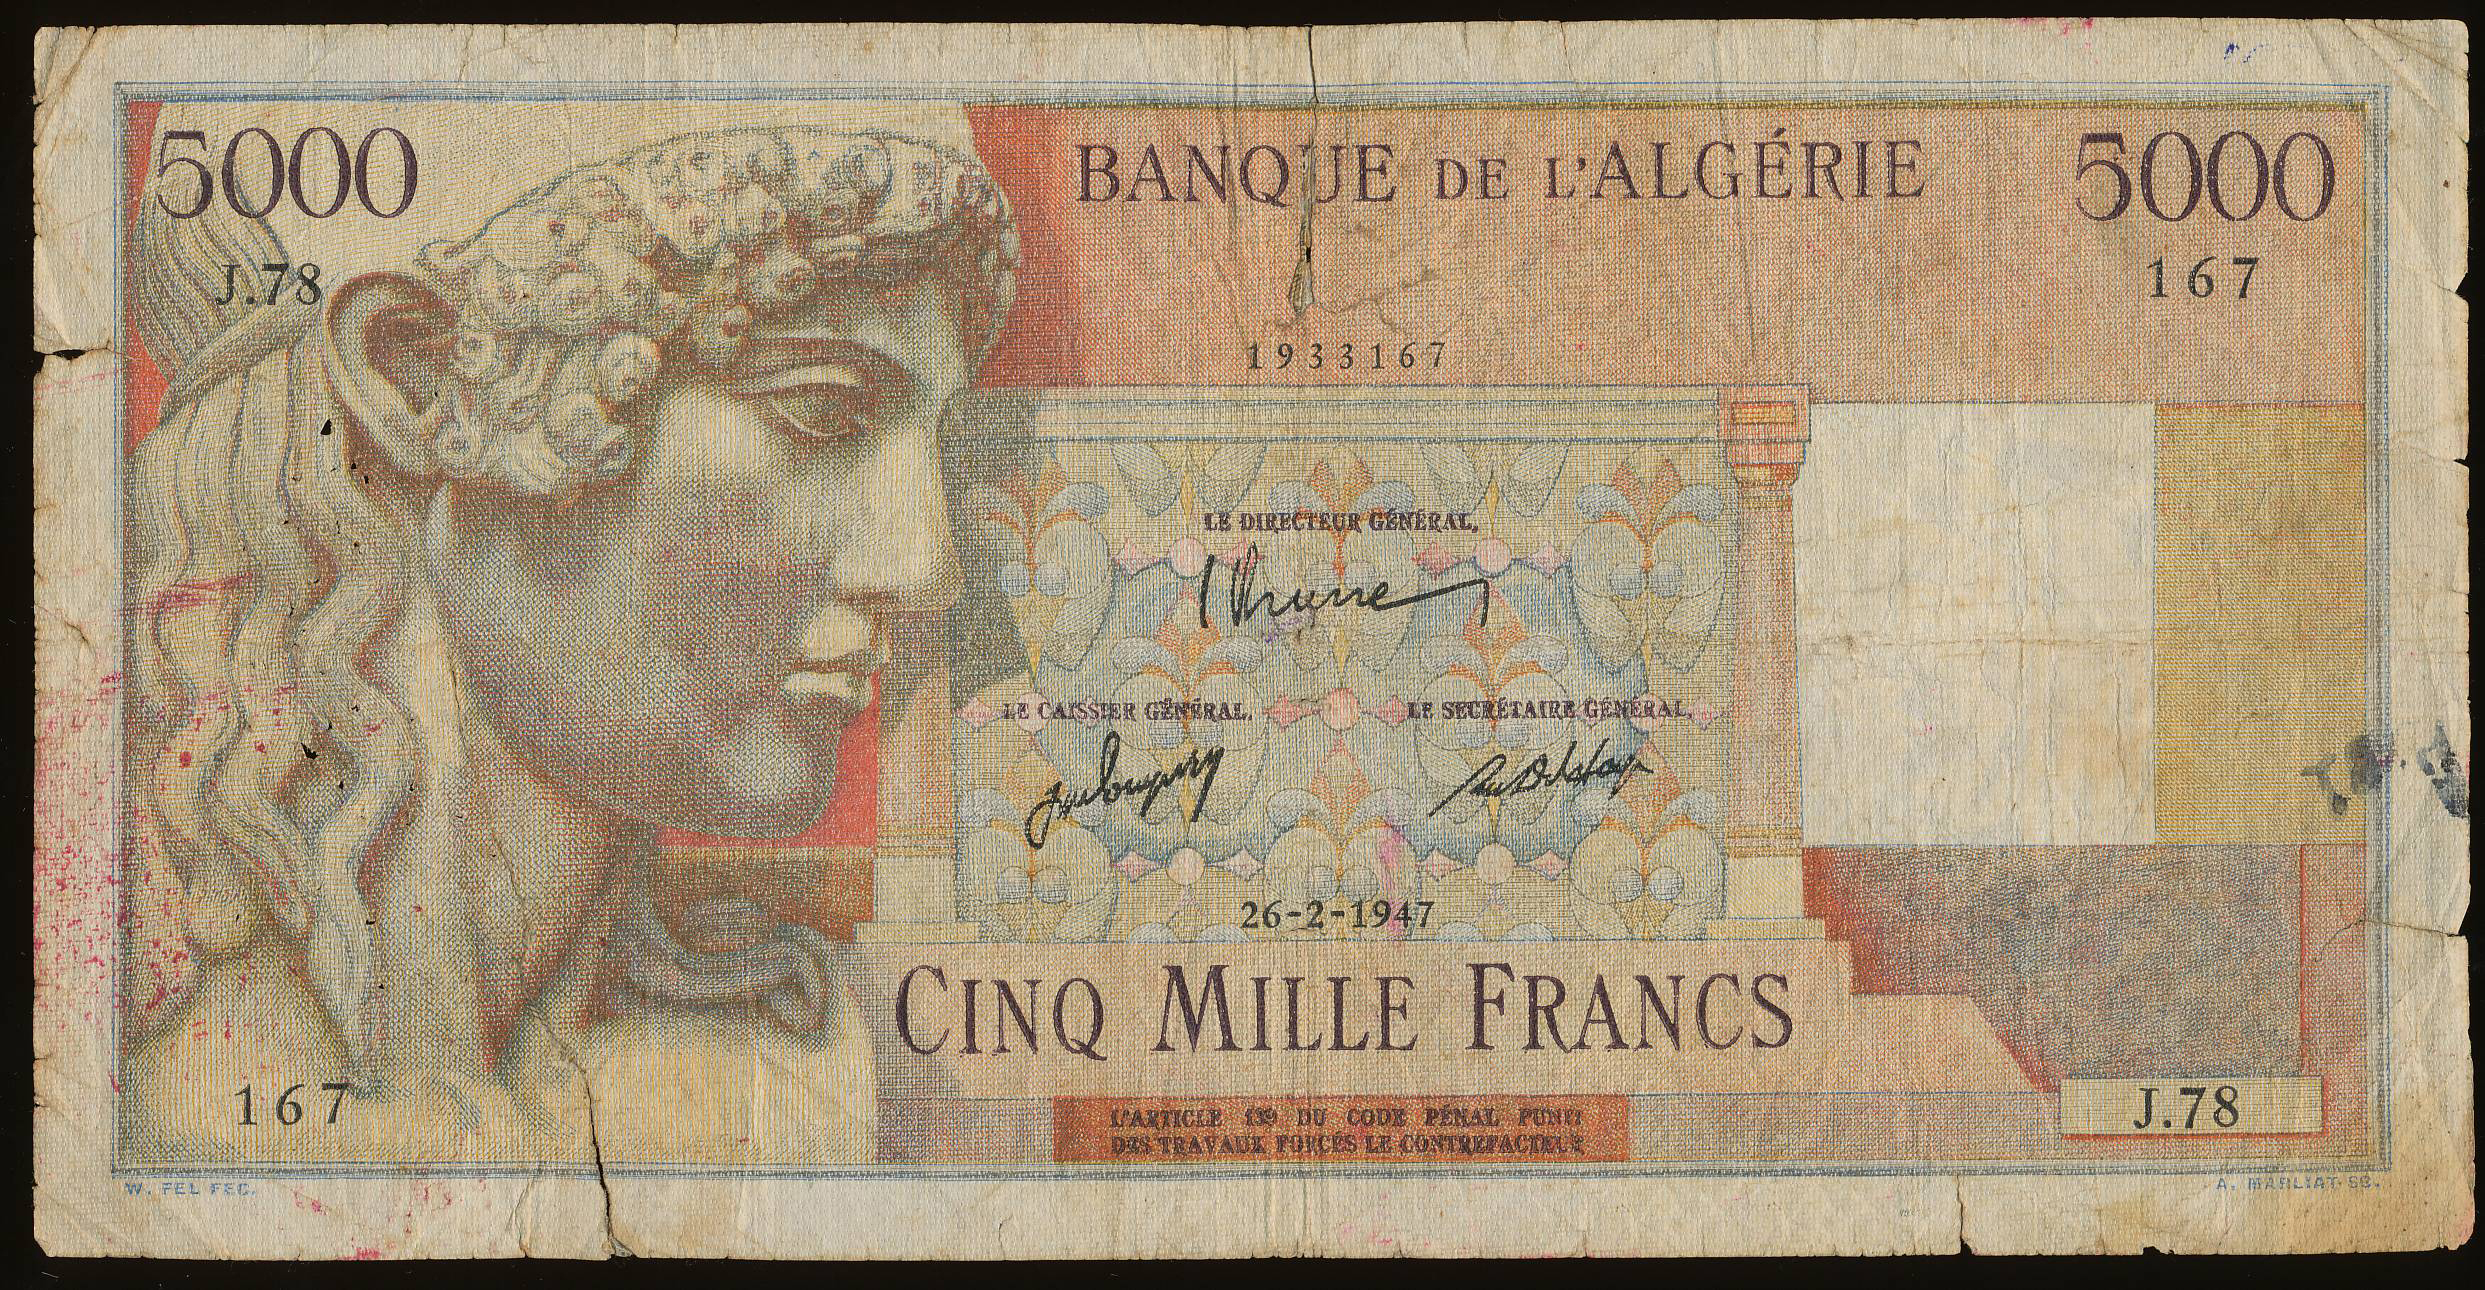 5000
BANQUE DE L'ALGÉRIE
5000
J.78
167
1933167
LE DIRECTEUR GÉNÉRAL,
LE CAISSIER GÉNÉRAL,
LE SECRÉTAIRE GÉNÉRAL,
26-2-1947
CINQ MILLE FRANCS
167
L'ARTICLE 139 DU CODE PÉNAL PUNIT
DES TRAVAUX FORCÉS LE CONTREFACTEUR
J.78
W. FEL FEC.
A. MARLIAT SC.